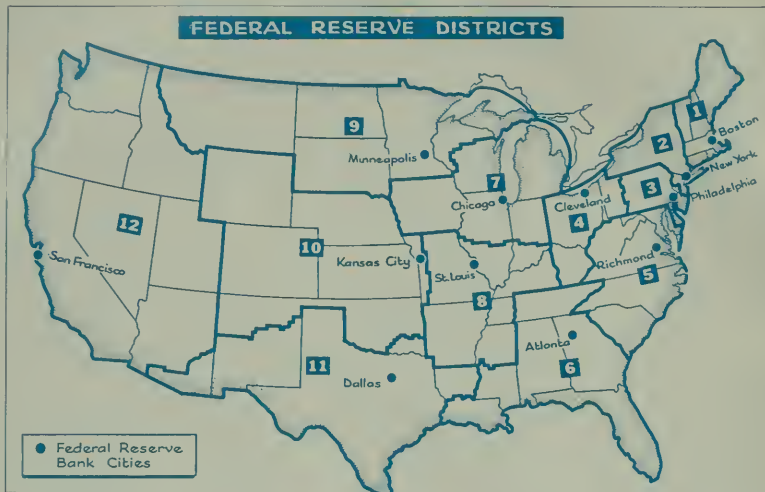 FEDERAL RESERVE DISTRICTS
1
Boston
2
9
Minneapolis
New York
7
3
Philadelphia
Chicago
Cleveland
4
12
10
Kansas City
St. Louis
Richmond
San Francisco
5
8
Atlanta
11
6
Dallas
Federal Reserve
Bank Cities